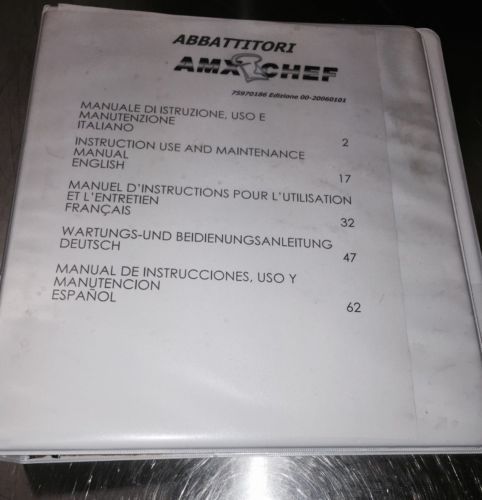 ABBATTITORI
AMX CHEF
75970186 Edizione 00-20060101
MANUALE DI ISTRUZIONE, USO E
MANUTENZIONE
ITALIANO 2
INSTRUCTION USE AND MAINTENANCE
MANUAL
ENGLISH 17
MANUEL D'INSTRUCTIONS POUR L'UTILISATION
ET L'ENTRETIEN
FRANÇAIS 32
WARTUNGS-UND BEIDIENUNGSANLEITUNG
DEUTSCH 47
MANUAL DE INSTRUCCIONES, USO Y
MANUTENCION
ESPAÑOL 62